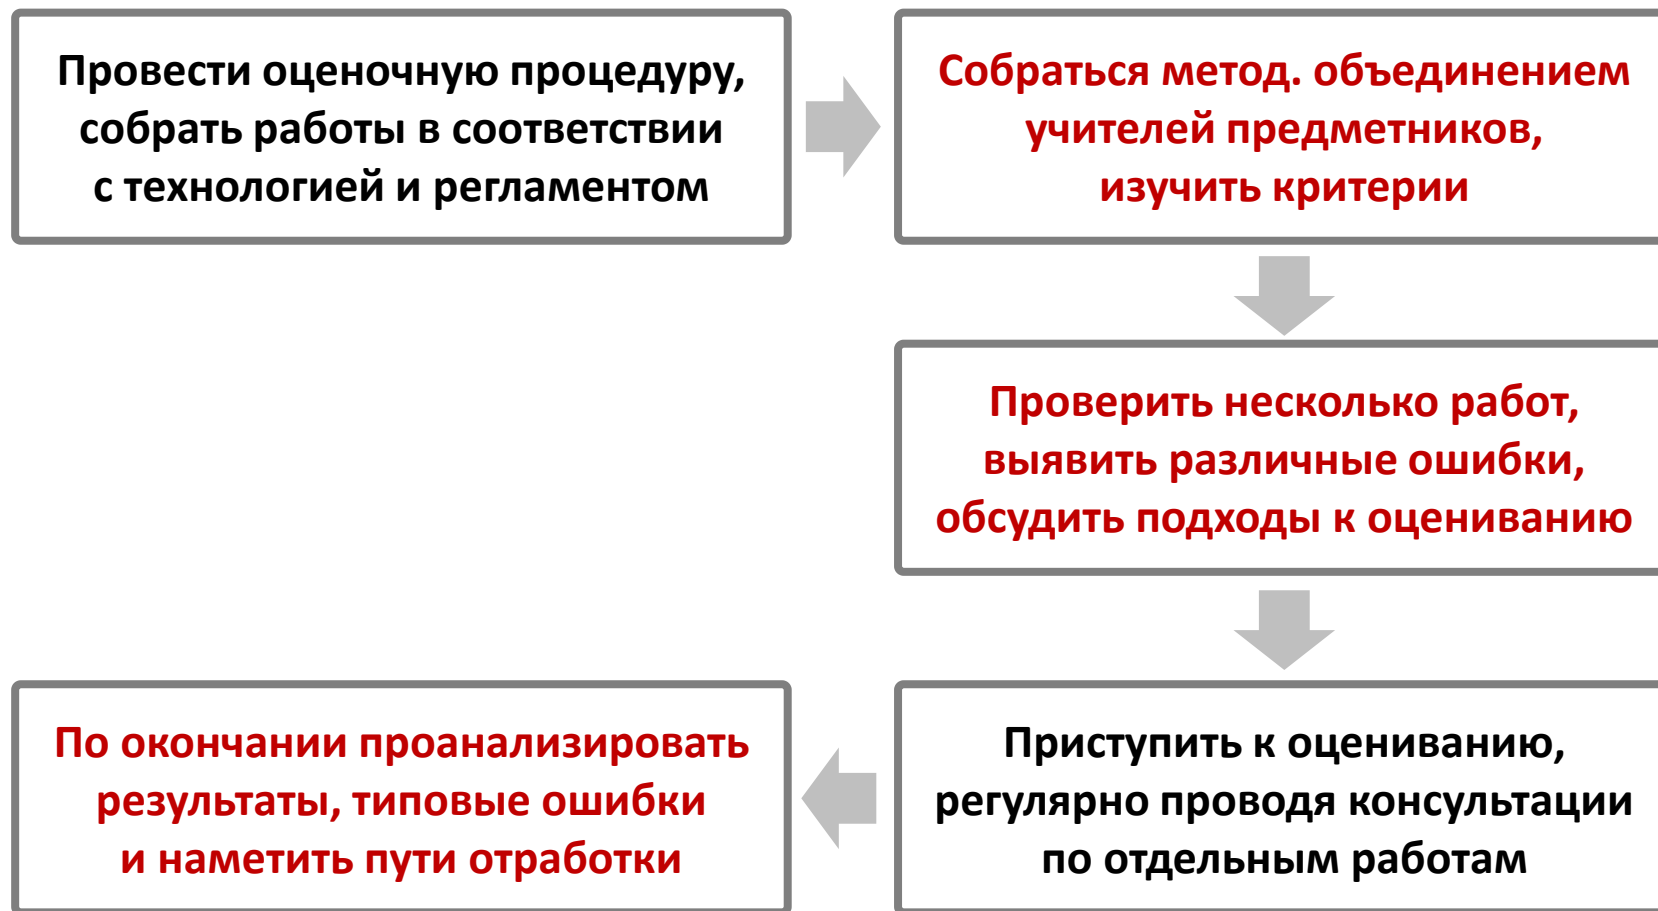 Провести оценочную процедуру,
собрать работы в соответствии
с технологией и регламентом
Собраться метод. объединением
учителей предметников,
изучить критерии
Проверить несколько работ,
выявить различные ошибки,
обсудить подходы к оцениванию
Приступить к оцениванию,
регулярно проводя консультации
по отдельным работам
По окончании проанализировать
результаты, типовые ошибки
и наметить пути отработки